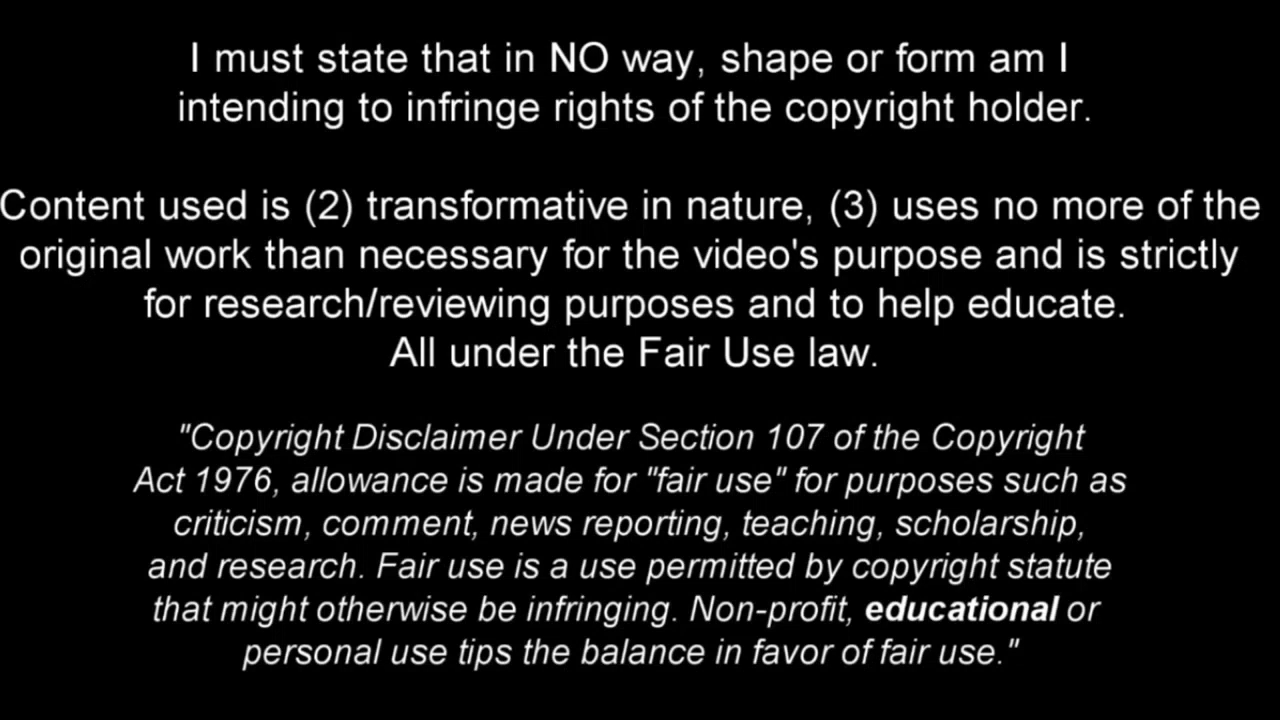 I must state that in NO way, shape or form am I
intending to infringe rights of the copyright holder.
Content used is (2) transformative in nature, (3) uses no more of the
original work than necessary for the video's purpose and is strictly
for research/reviewing purposes and to help educate.
All under the Fair Use law.
"Copyright Disclaimer Under Section 107 of the Copyright
Act 1976, allowance is made for "fair use" for purposes such as
criticism, comment, news reporting, teaching, scholarship,
and research. Fair use is a use permitted by copyright statute
that might otherwise be infringing. Non-profit, educational or
personal use tips the balance in favor of fair use."